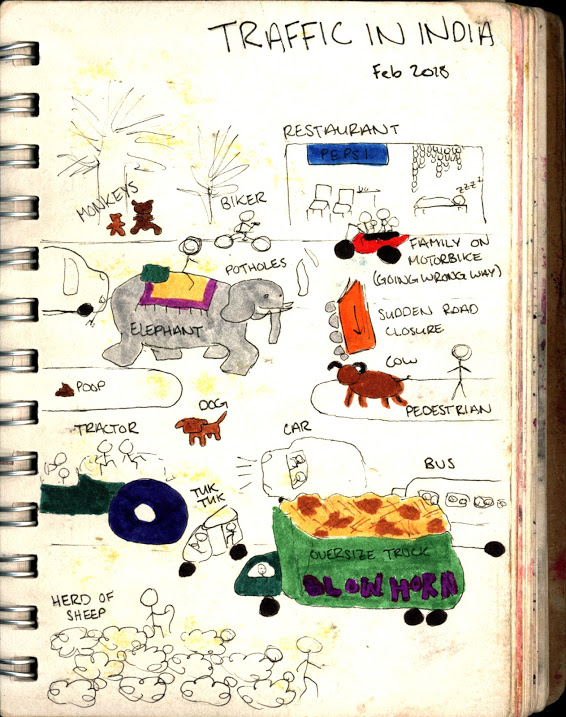 TRAFFIC IN INDIA
Feb 2018
RESTAURANT
PEPSI
ZZZZ
MONKEYS
BIKER
FAMILY ON
MOTORBIKE
(GOING WRONG WAY)
POTHOLES
SUDDEN ROAD
CLOSURE
ELEPHANT
COW
POOP
PEDESTRIAN
DOG
TRACTOR
CAR
BUS
TUK
TUK
OVERSIZE TRUCK
BLOW HORN
HERD OF
SHEEP